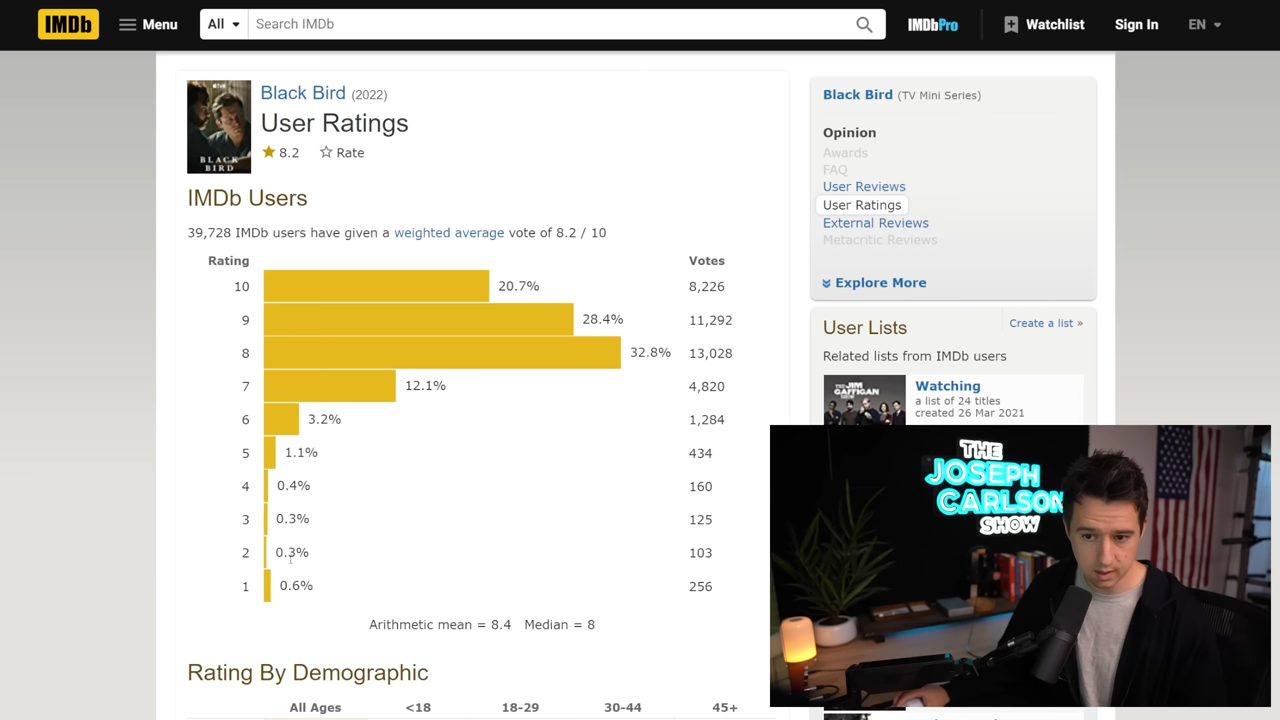 IMDb Menu All Search IMDb IMDbPro Watchlist Sign In EN
Black Bird (2022)
User Ratings
8.2 Rate
BLACK
BIRD
IMDb Users
39,728 IMDb users have given a weighted average vote of 8.2 / 10
Rating Votes
10 20.7% 8,226
9 28.4% 11,292
8 32.8% 13,028
7 12.1% 4,820
6 3.2% 1,284
5 1.1% 434
4 0.4% 160
3 0.3% 125
2 0.3% 103
1 0.6% 256
Arithmetic mean = 8.4 Median = 8
Rating By Demographic
All Ages <18 18-29 30-44 45+
Black Bird (TV Mini Series)
Opinion
Awards
FAQ
User Reviews
User Ratings
External Reviews
Metacritic Reviews
Explore More
User Lists Create a list »
Related lists from IMDb users
THE JIM
GAFFIGAN
SHOW
Watching
a list of 24 titles
created 26 Mar 2021
THE
JOSEPH
CARLSON
SHOW